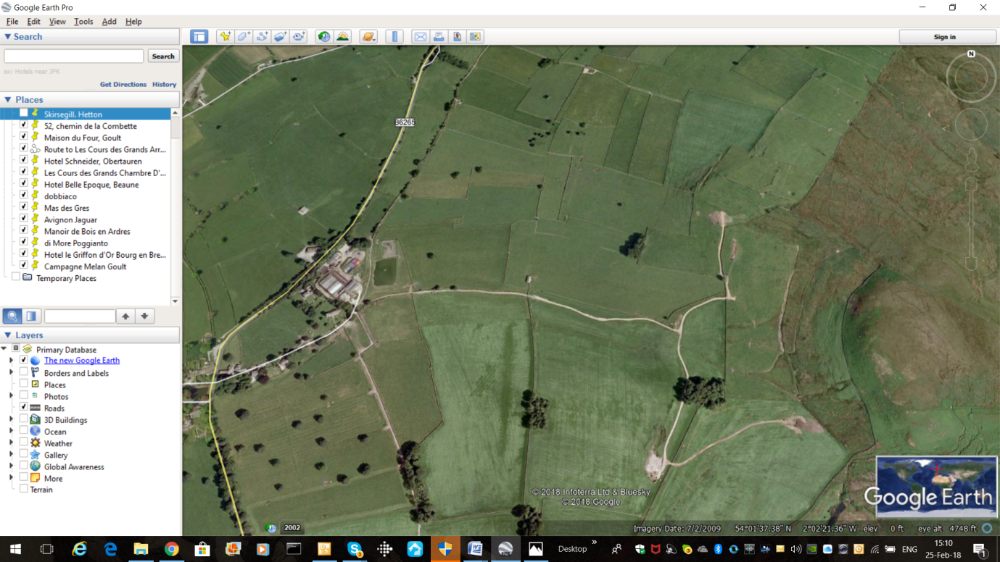 Google Earth Pro
File Edit View Tools Add Help
Search
Sign in
Search
ex: Hotels near JFK
Get Directions History
Places
Skirsegill. Hetton
52, chemin de la Combette
Maison du Four, Goult
Route to Les Cours des Grands Arr...
Hotel Schneider, Obertauren
Les Cours des Grands Chambre D'...
Hotel Belle Epoque, Beaune
dobbiaco
Mas des Gres
Avignon Jaguar
Manoir de Bois en Ardres
di More Poggianto
Hotel le Griffon d'Or Bourg en Bre...
Campagne Melan Goult
Temporary Places
Layers
Primary Database
The new Google Earth
Borders and Labels
Places
Photos
Roads
3D Buildings
Ocean
Weather
Gallery
Global Awareness
More
Terrain
N
B6265
© 2018 Infoterra Ltd & Bluesky
© 2018 Google
Google Earth
2002
Imagery Date: 7/2/2009 54°01'37.38" N 2°02'21.36" W elev 0 ft eye alt 4748 ft
Desktop »
ENG
15:10
25-Feb-18
1